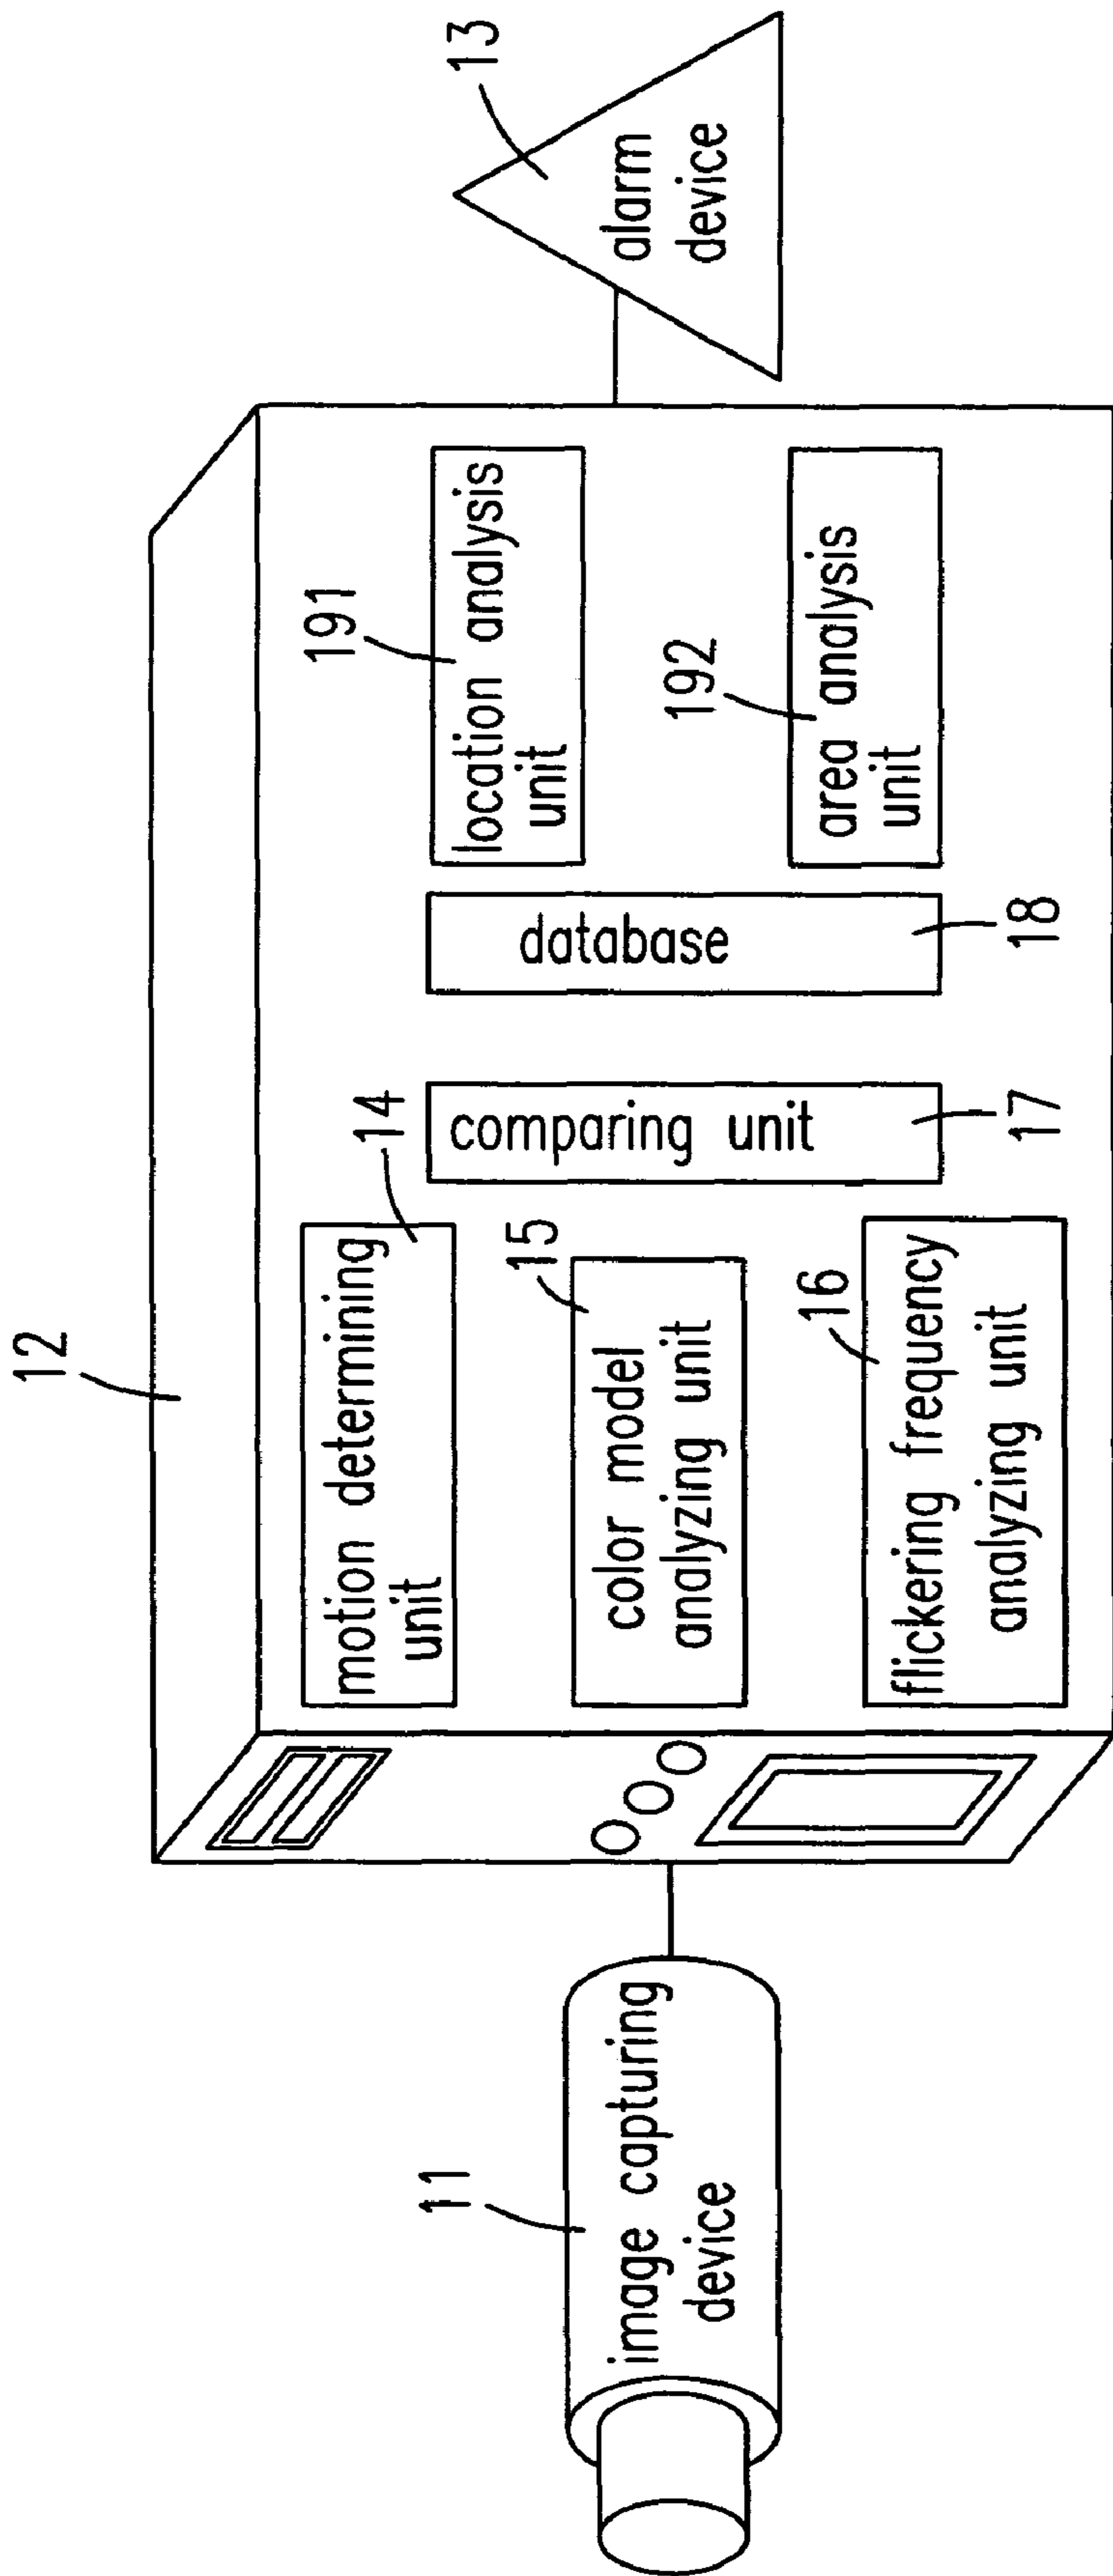 12
11
image capturing
device
motion determining
unit
14
15
color model
analyzing unit
16
flickering frequency
analyzing unit
comparing unit
17
database
18
191
location analysis
unit
192
area analysis
unit
13
alarm
device